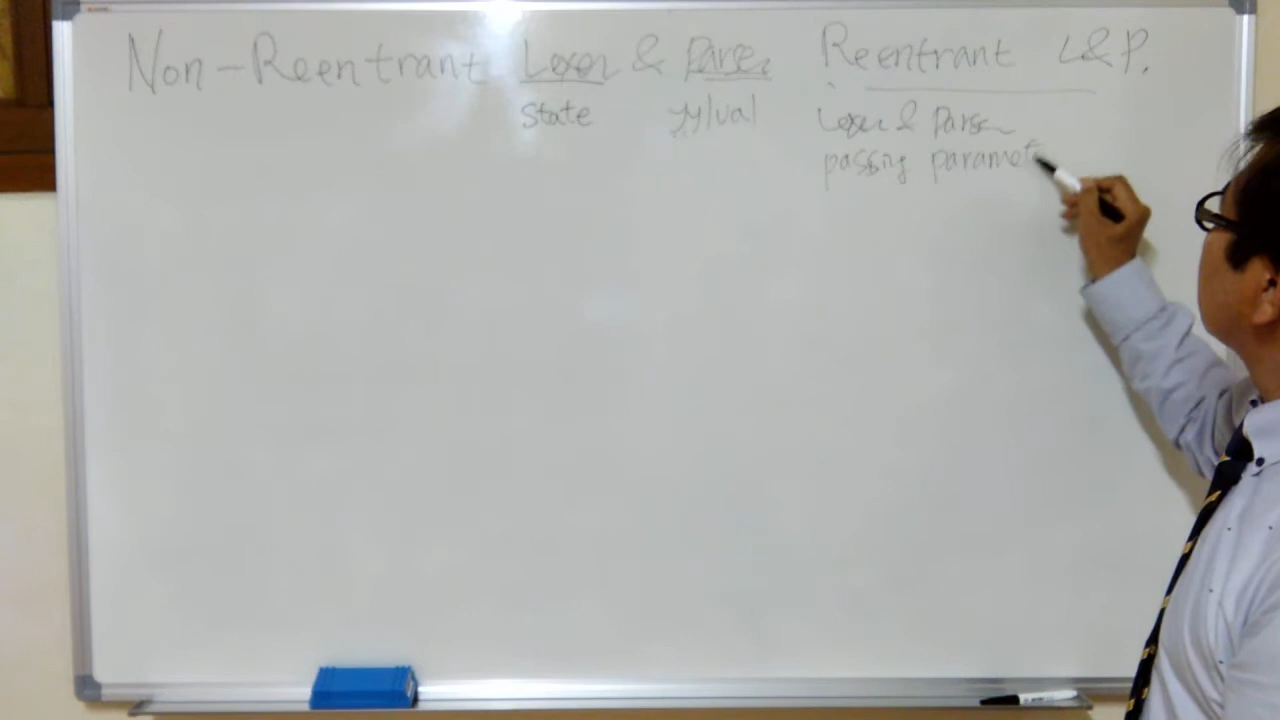 Non-Reentrant Lexer & Parser
state yylval
Reentrant L&P.
Lexer & Parser
passing paramet